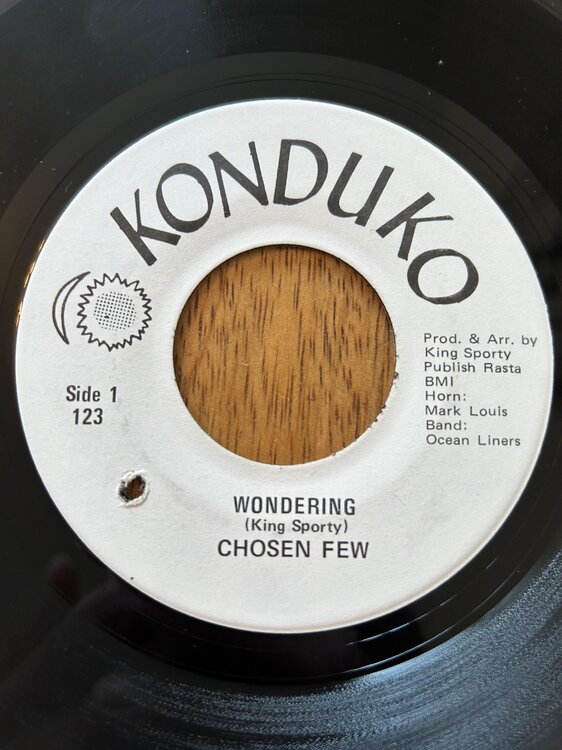 KONDUKO
Side 1
123
Prod. & Arr. by
King Sporty
Publish Rasta
BMI
Horn:
Mark Louis
Band:
Ocean Liners
WONDERING
(King Sporty)
CHOSEN FEW